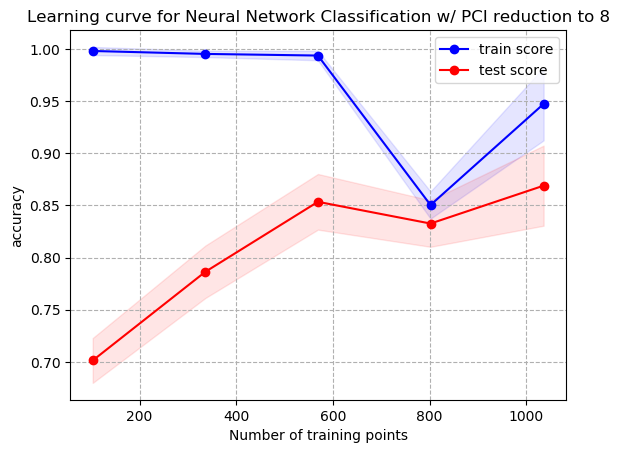 Learning curve for Neural Network Classification w/ PCI reduction to 8
train score
test score
1.00
0.95
0.90
0.85
0.80
0.75
0.70
accuracy
200
400
600
800
1000
Number of training points